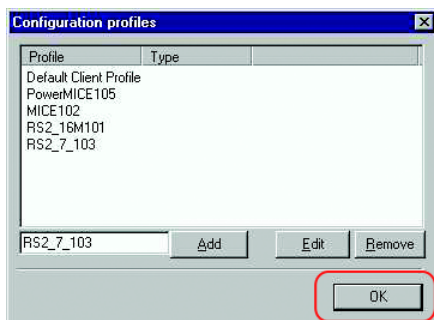 Configuration profiles
Profile Type
Default Client Profile
PowerMICE105
MICE102
RS2_16M101
RS2_7_103
RS2_7_103 Add Edit Remove
OK